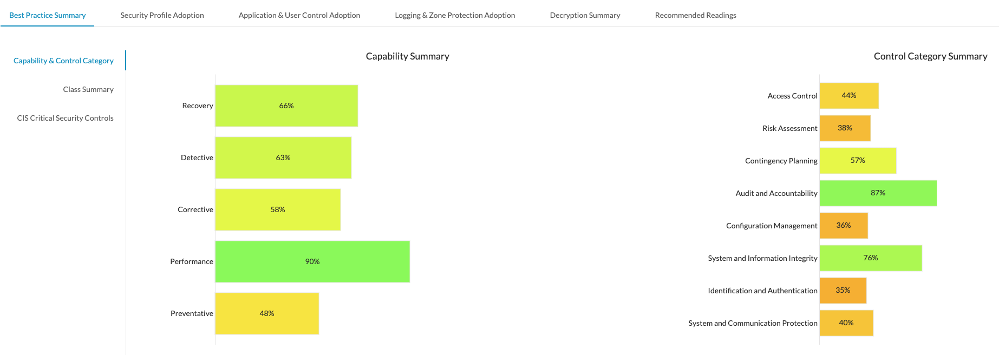 Best Practice Summary
Security Profile Adoption
Application & User Control Adoption
Logging & Zone Protection Adoption
Decryption Summary
Recommended Readings
Capability & Control Category
Class Summary
CIS Critical Security Controls
Capability Summary
Recovery 66%
Detective 63%
Corrective 58%
Performance 90%
Preventative 48%
Control Category Summary
Access Control 44%
Risk Assessment 38%
Contingency Planning 57%
Audit and Accountability 87%
Configuration Management 36%
System and Information Integrity 76%
Identification and Authentication 35%
System and Communication Protection 40%